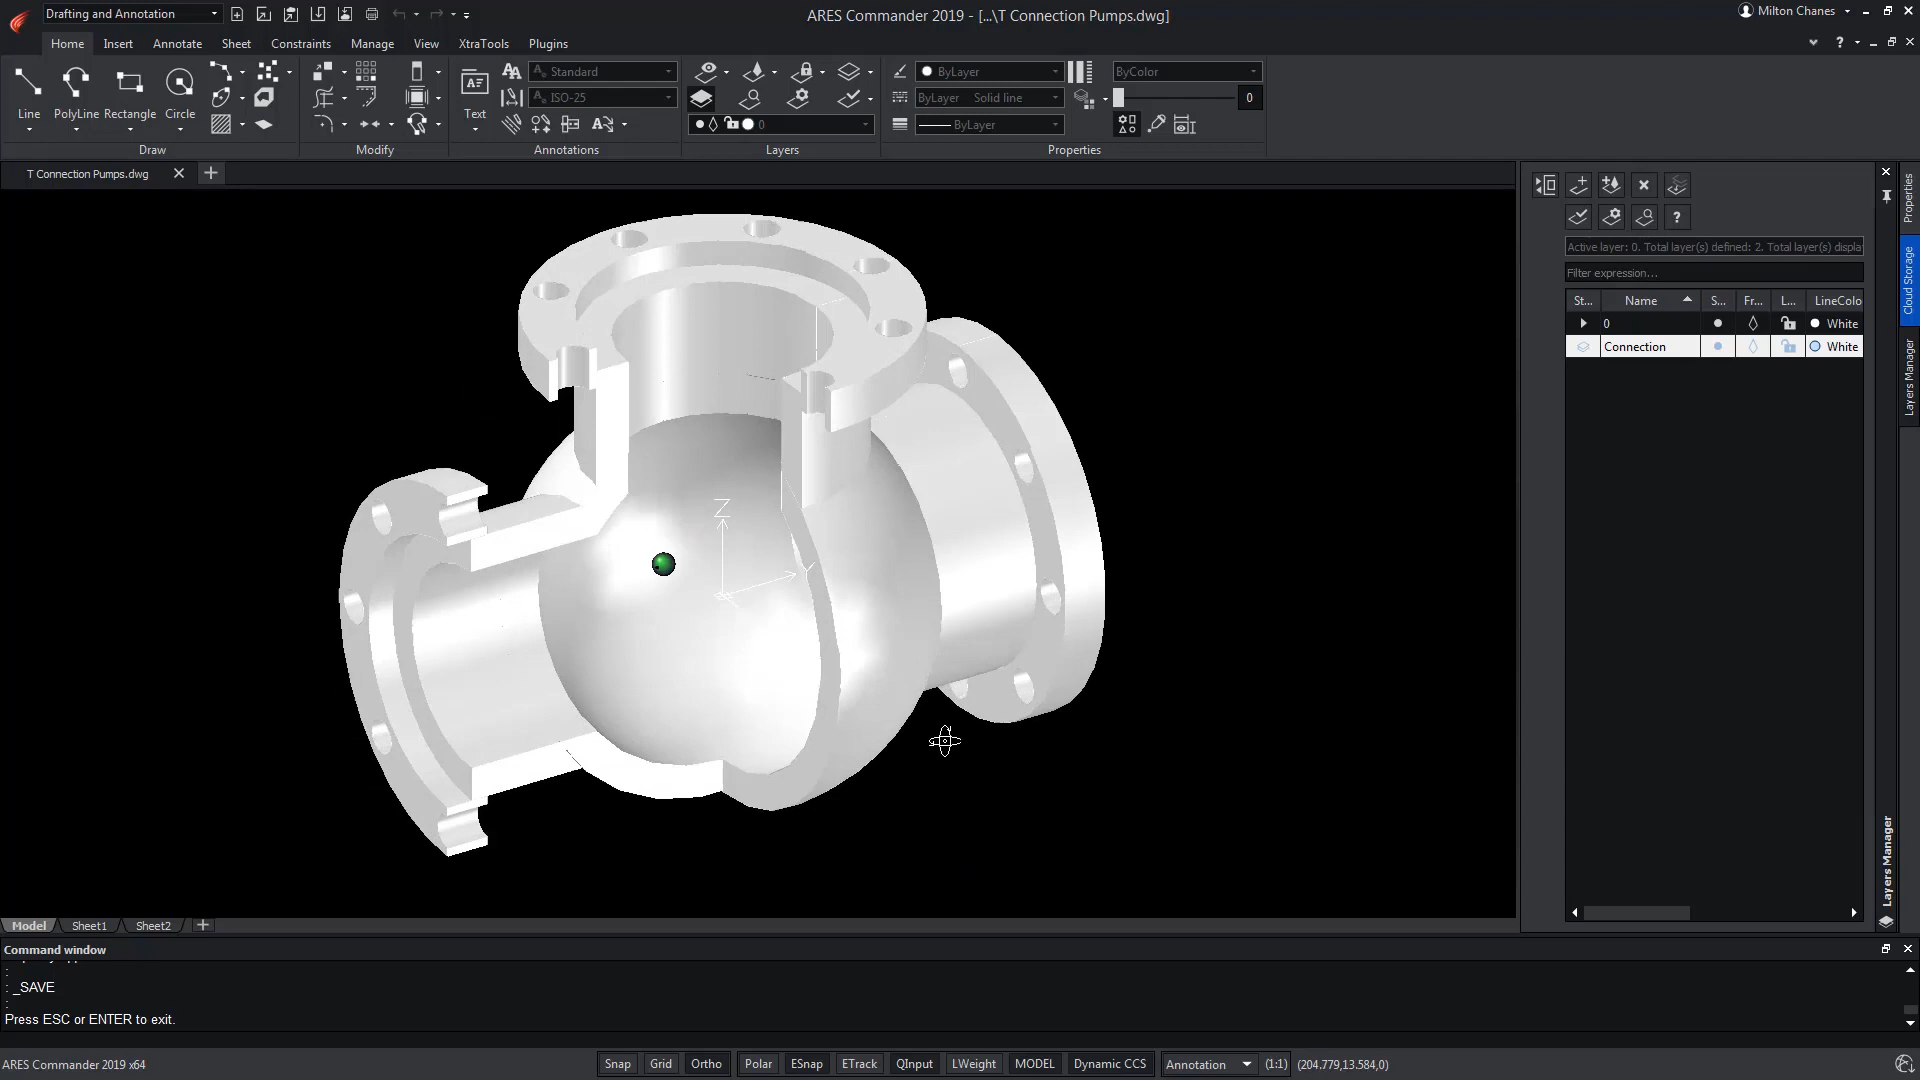 Drafting and Annotation
ARES Commander 2019 - [...\T Connection Pumps.dwg]
Milton Chanes
Home Insert Annotate Sheet Constraints Manage View XtraTools Plugins
?
Standard
ByLayer
ByColor
ISO-25
ByLayer Solid line
0
Line PolyLine Rectangle Circle
Text
0
ByLayer
Draw Modify Annotations Layers Properties
T Connection Pumps.dwg
?
Active layer: 0. Total layer(s) defined: 2. Total layer(s) displa
Filter expression...
St... Name S... Fr... L... LineColo
0 White
Connection White
Properties
Cloud Storage
Layers Manager
Layers Manager
Z
Y
Model Sheet1 Sheet2
Command window
:
: _SAVE
:
Press ESC or ENTER to exit.
ARES Commander 2019 x64
Snap Grid Ortho Polar ESnap ETrack QInput LWeight MODEL Dynamic CCS Annotation (1:1) (204.779,13.584,0)